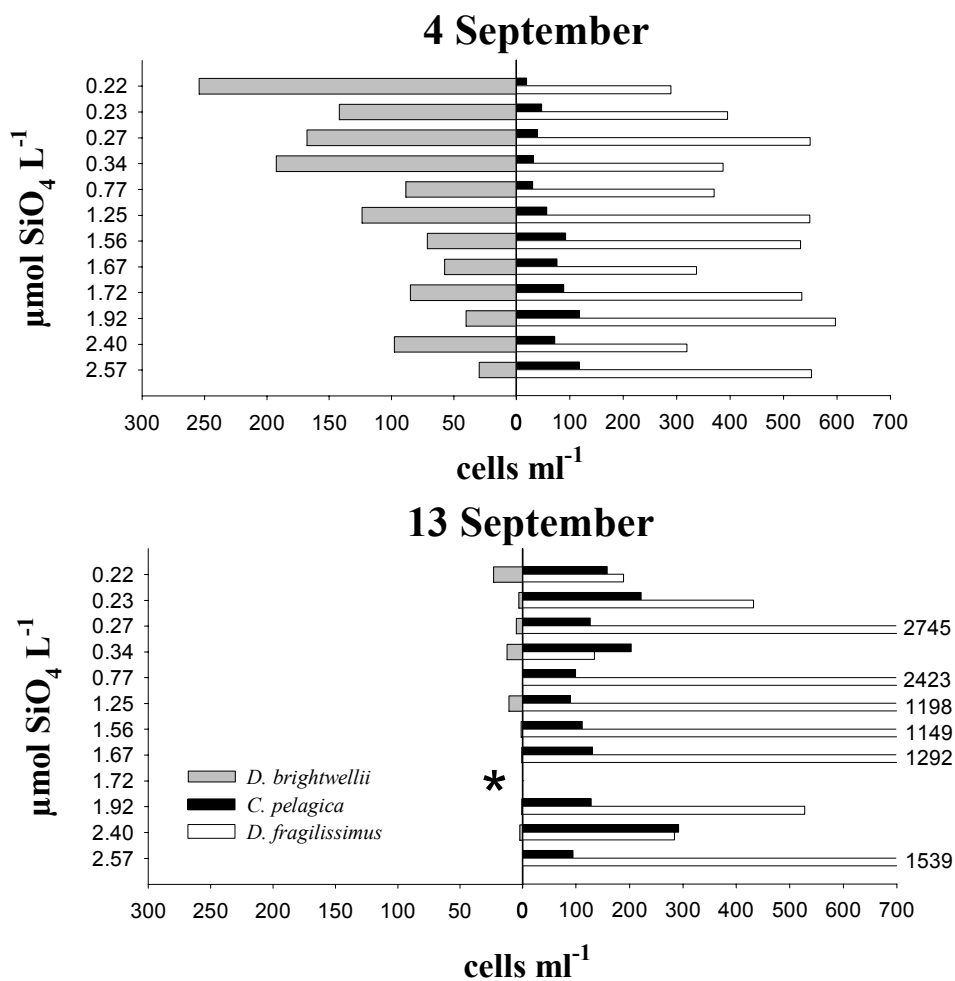 4 September
µmol SiO₄ L⁻¹
0.22
0.23
0.27
0.34
0.77
1.25
1.56
1.67
1.72
1.92
2.40
2.57
300 250 200 150 100 50 0 0 100 200 300 400 500 600 700
cells ml⁻¹
13 September
µmol SiO₄ L⁻¹
0.22
0.23
0.27 2745
0.34
0.77 2423
1.25 1198
1.56 1149
1.67 1292
1.72 * D. brightwellii
1.92 C. pelagica
2.40 D. fragilissimus
2.57 1539
300 250 200 150 100 50 0 0 100 200 300 400 500 600 700
cells ml⁻¹